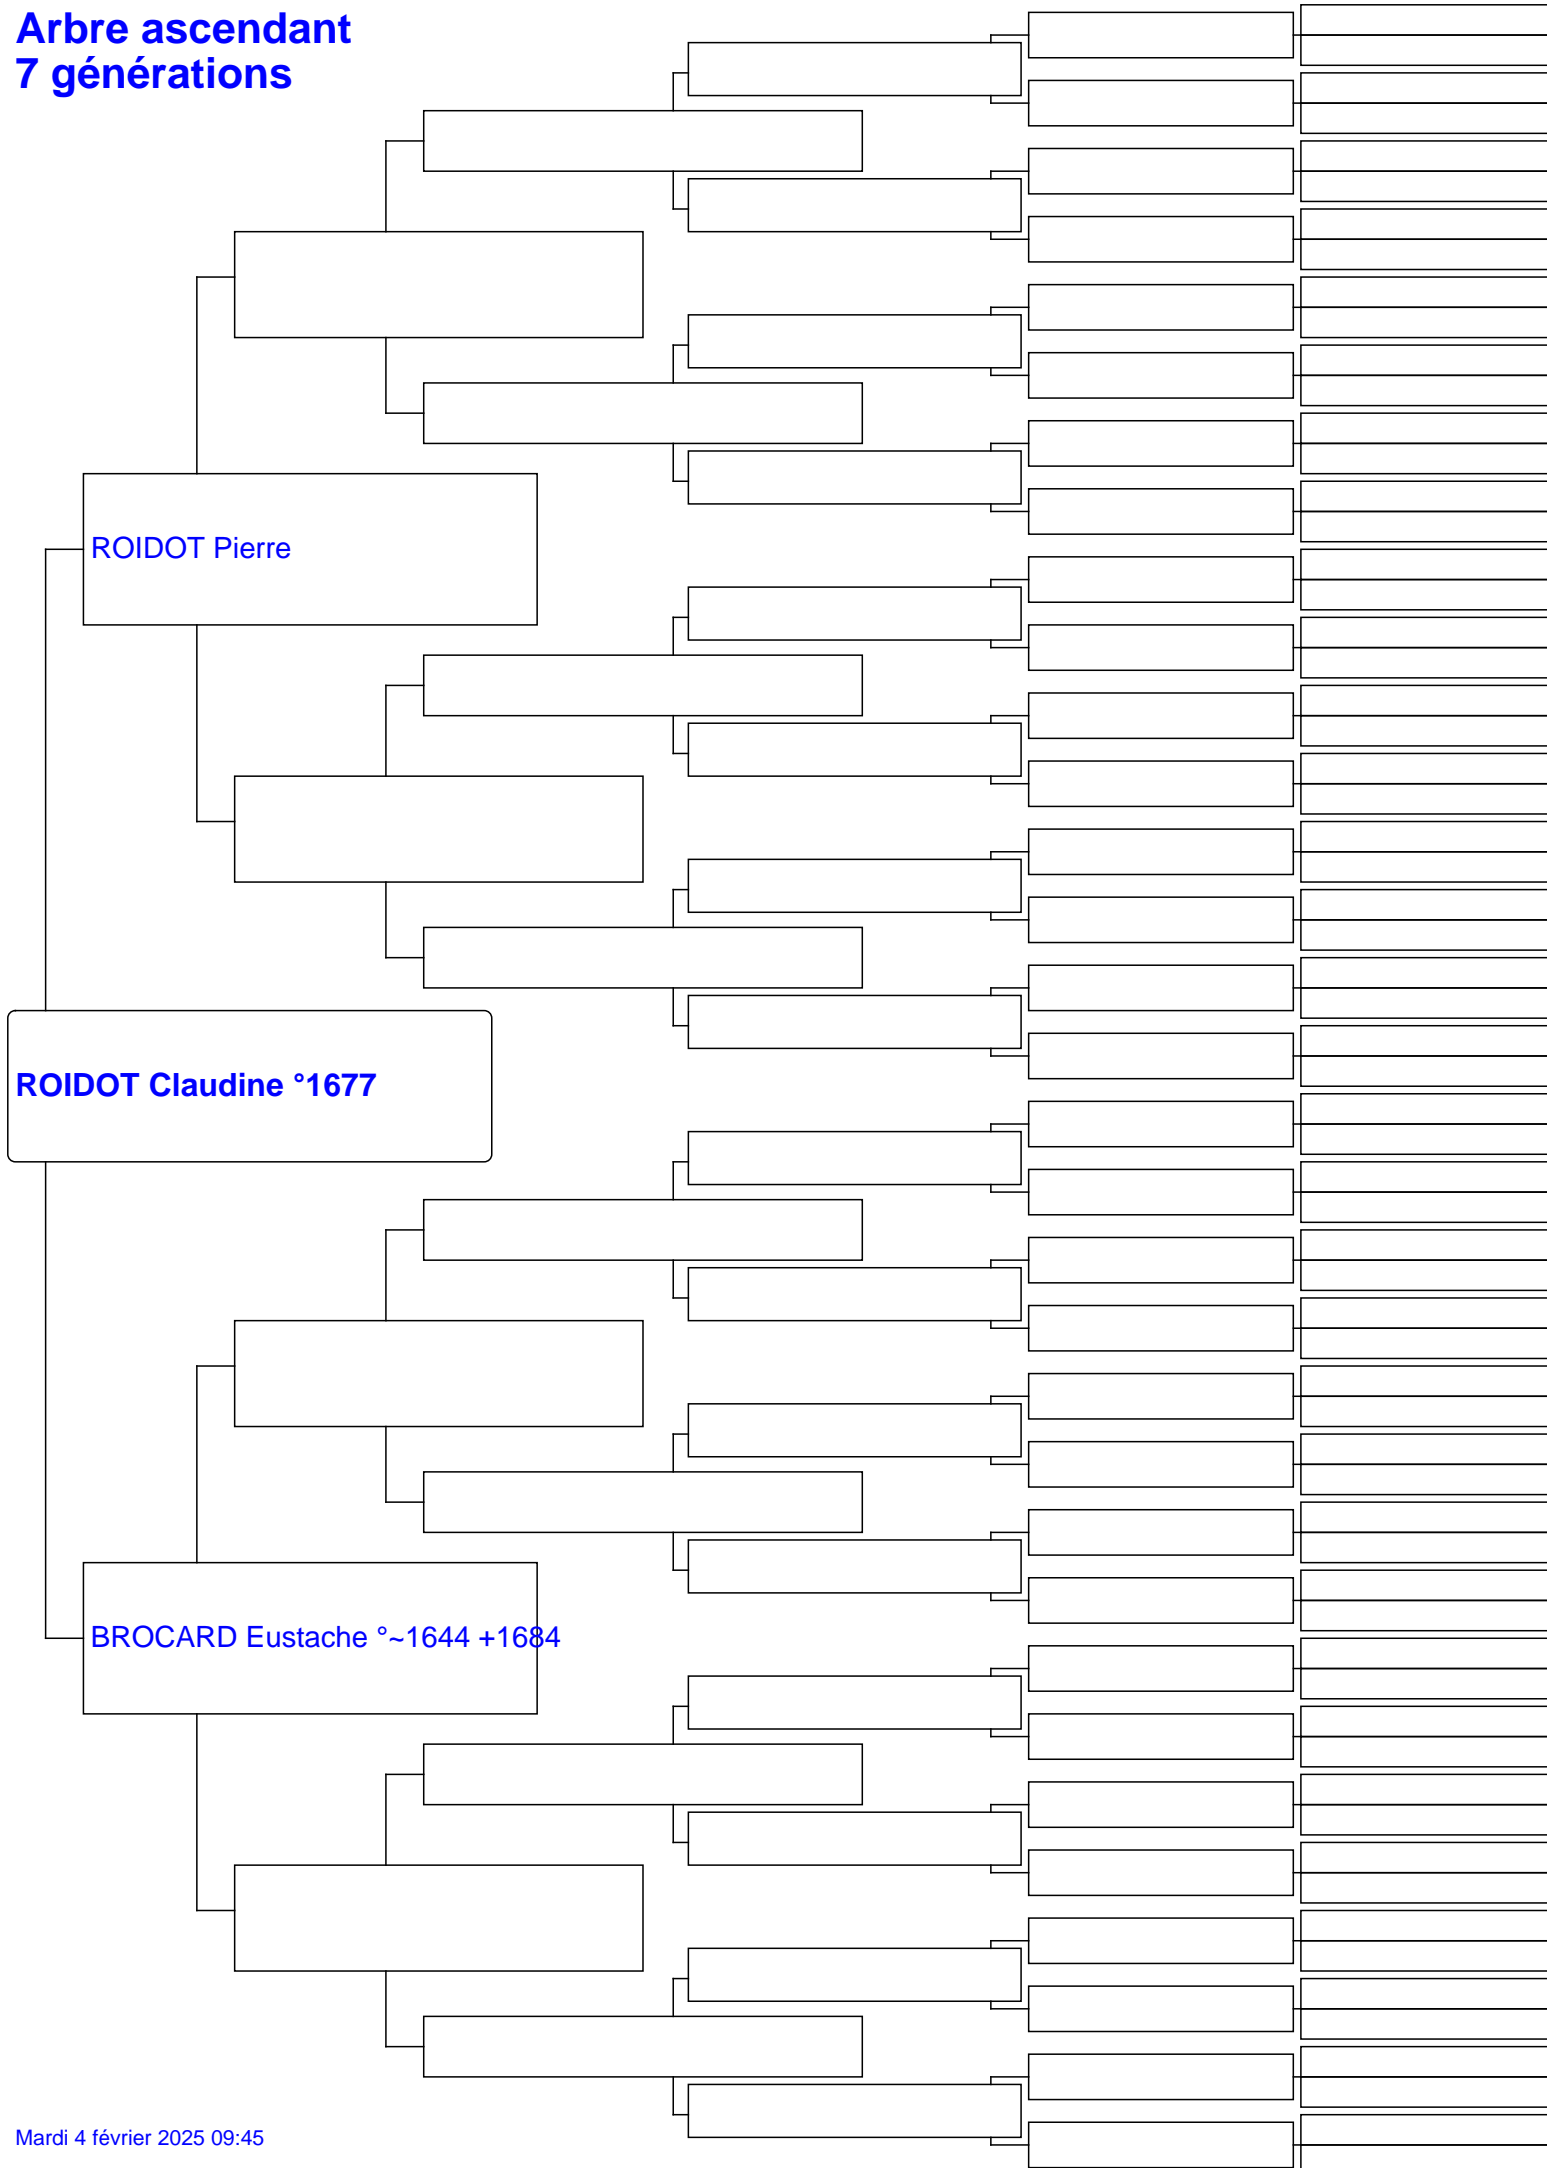 Arbre ascendant
7 générations
ROIDOT Pierre
ROIDOT Claudine °1677
BROCARD Eustache °~1644 +1684
Mardi 4 février 2025 09:45